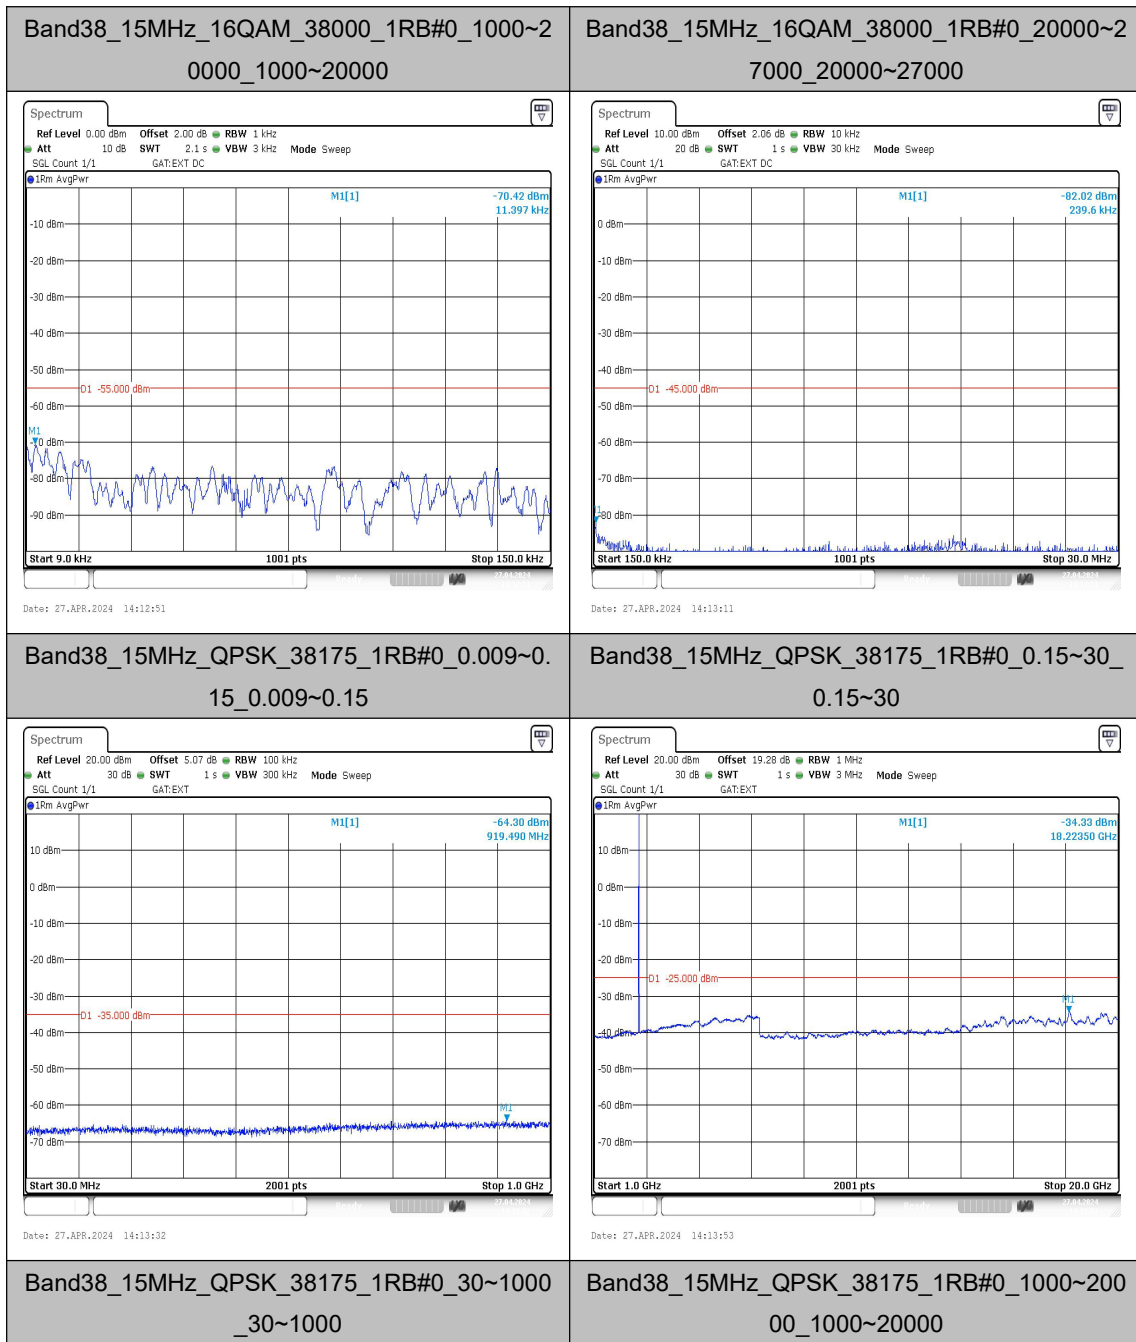 Band38_15MHz_16QAM_38000_1RB#0_1000~2
0000_1000~20000
Band38_15MHz_16QAM_38000_1RB#0_20000~2
7000_20000~27000
Spectrum
Ref Level 0.00 dBm Offset 2.00 dB RBW 1 kHz
Att 10 dB SWT 2.1 s VBW 3 kHz Mode Sweep
SGL Count 1/1 GAT:EXT DC
1Rm AvgPwr
M1[1] -70.42 dBm
11.397 kHz
-10 dBm
-20 dBm
-30 dBm
-40 dBm
-50 dBm
D1 -55.000 dBm
-60 dBm
M1
-70 dBm
-80 dBm
-90 dBm
Start 9.0 kHz 1001 pts Stop 150.0 kHz
Ready 27.04.2024
Date: 27.APR.2024 14:12:51
Spectrum
Ref Level 10.00 dBm Offset 2.06 dB RBW 10 kHz
Att 20 dB SWT 1 s VBW 30 kHz Mode Sweep
SGL Count 1/1 GAT:EXT DC
1Rm AvgPwr
M1[1] -82.02 dBm
239.6 kHz
0 dBm
-10 dBm
-20 dBm
-30 dBm
-40 dBm
D1 -45.000 dBm
-50 dBm
-60 dBm
-70 dBm
-80 dBm
Start 150.0 kHz 1001 pts Stop 30.0 MHz
Ready 27.04.2024
Date: 27.APR.2024 14:13:11
Band38_15MHz_QPSK_38175_1RB#0_0.009~0.
15_0.009~0.15
Band38_15MHz_QPSK_38175_1RB#0_0.15~30_
0.15~30
Spectrum
Ref Level 20.00 dBm Offset 5.07 dB RBW 100 kHz
Att 30 dB SWT 1 s VBW 300 kHz Mode Sweep
SGL Count 1/1 GAT:EXT
1Rm AvgPwr
M1[1] -64.30 dBm
919.490 MHz
10 dBm
0 dBm
-10 dBm
-20 dBm
-30 dBm
D1 -35.000 dBm
-40 dBm
-50 dBm
-60 dBm
M1
-70 dBm
Start 30.0 MHz 2001 pts Stop 1.0 GHz
Ready 27.04.2024
Date: 27.APR.2024 14:13:32
Spectrum
Ref Level 20.00 dBm Offset 19.28 dB RBW 1 MHz
Att 30 dB SWT 1 s VBW 3 MHz Mode Sweep
SGL Count 1/1 GAT:EXT
1Rm AvgPwr
M1[1] -34.33 dBm
18.22350 GHz
10 dBm
0 dBm
-10 dBm
-20 dBm
D1 -25.000 dBm
-30 dBm
M1
-40 dBm
-50 dBm
-60 dBm
-70 dBm
Start 1.0 GHz 2001 pts Stop 20.0 GHz
Ready 27.04.2024
Date: 27.APR.2024 14:13:53
Band38_15MHz_QPSK_38175_1RB#0_30~1000
_30~1000
Band38_15MHz_QPSK_38175_1RB#0_1000~200
00_1000~20000